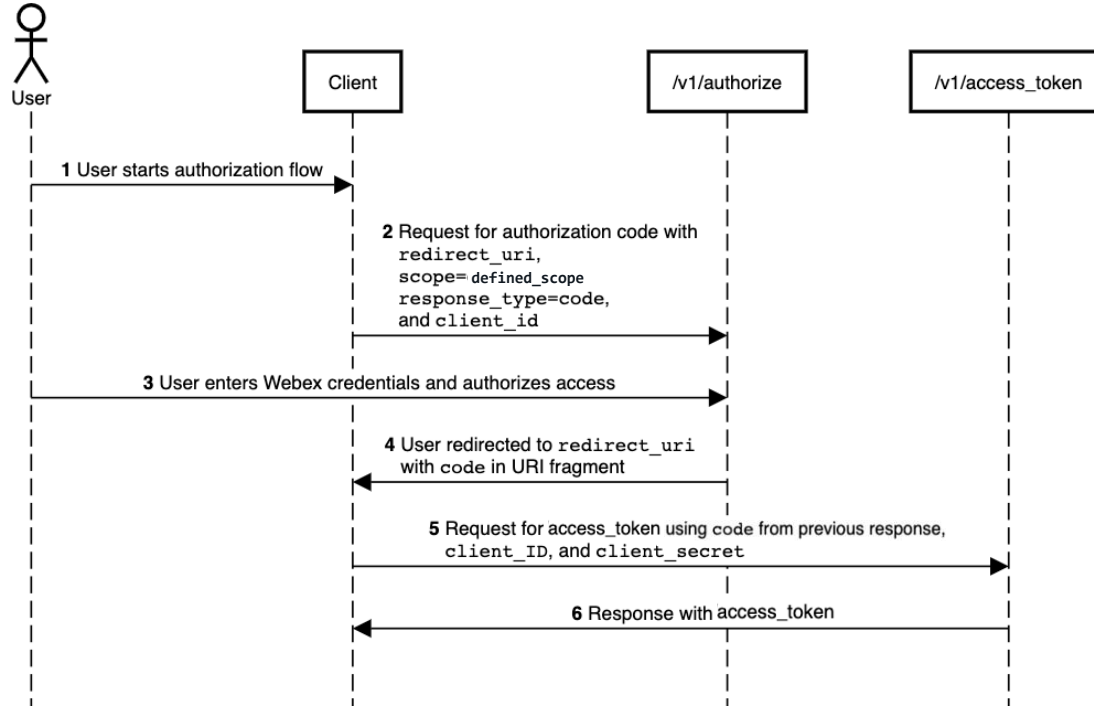 User
Client
/v1/authorize
/v1/access_token
1 User starts authorization flow
2 Request for authorization code with
redirect_uri,
scope=defined_scope
response_type=code,
and client_id
3 User enters Webex credentials and authorizes access
4 User redirected to redirect_uri
with code in URI fragment
5 Request for access_token using code from previous response,
client_ID, and client_secret
6 Response with access_token